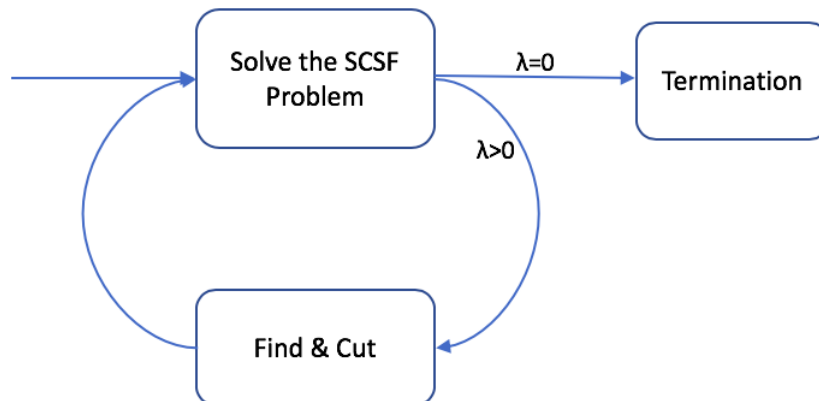 Solve the SCSF
Problem
λ=0
Termination
λ>0
Find & Cut